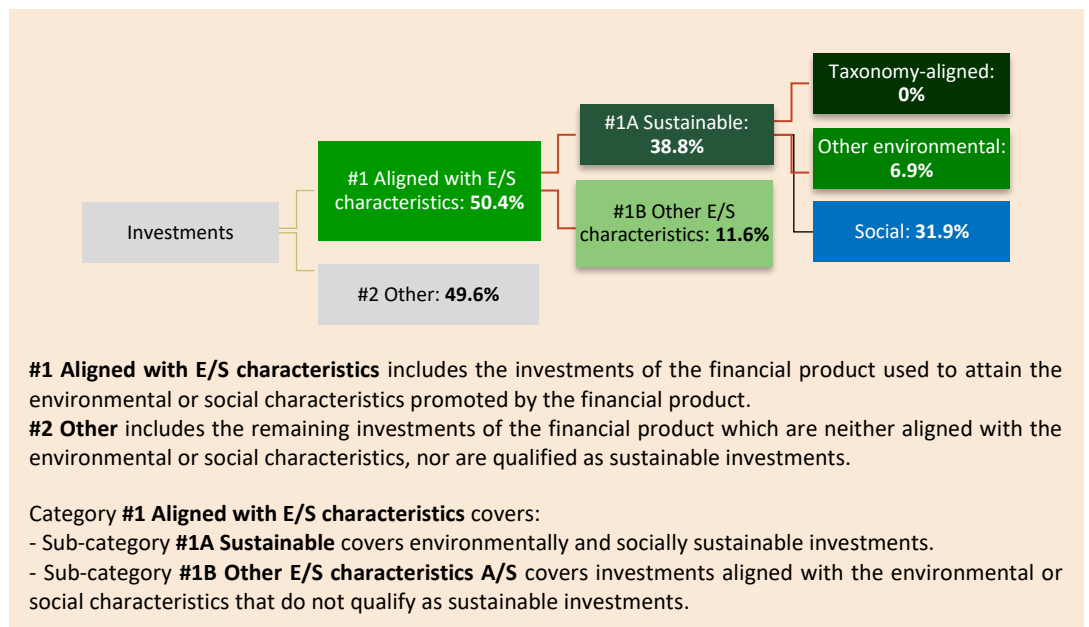 Taxonomy-aligned:
0%
#1A Sustainable:
38.8%
Other environmental:
6.9%
#1 Aligned with E/S
characteristics: 50.4%
#1B Other E/S
characteristics: 11.6%
Investments
Social: 31.9%
#2 Other: 49.6%
#1 Aligned with E/S characteristics includes the investments of the financial product used to attain the
environmental or social characteristics promoted by the financial product.
#2 Other includes the remaining investments of the financial product which are neither aligned with the
environmental or social characteristics, nor are qualified as sustainable investments.
Category #1 Aligned with E/S characteristics covers:
- Sub-category #1A Sustainable covers environmentally and socially sustainable investments.
- Sub-category #1B Other E/S characteristics A/S covers investments aligned with the environmental or
social characteristics that do not qualify as sustainable investments.